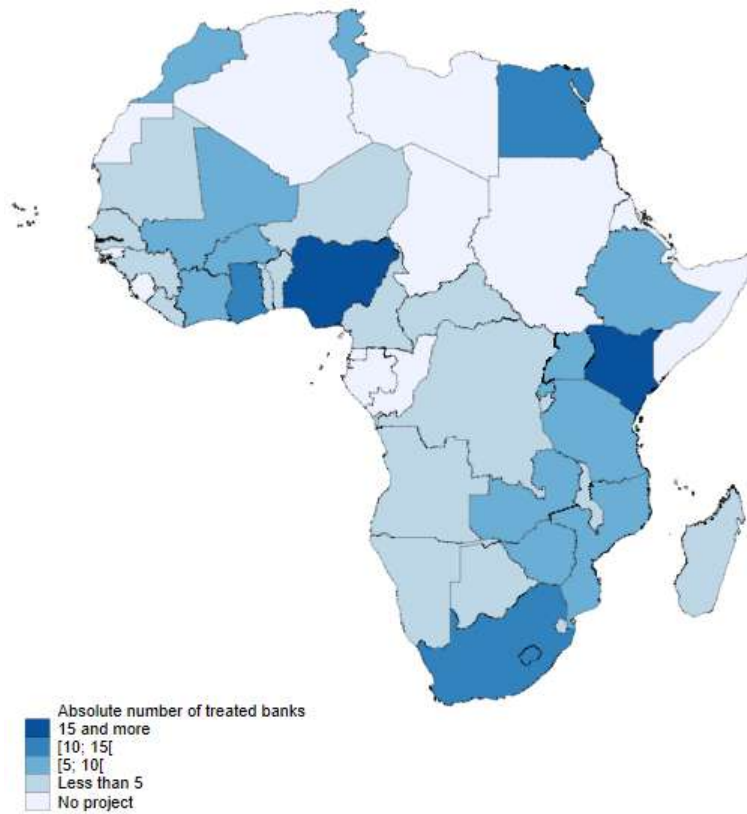 Absolute number of treated banks
15 and more
[10; 15[
[5; 10[
Less than 5
No project